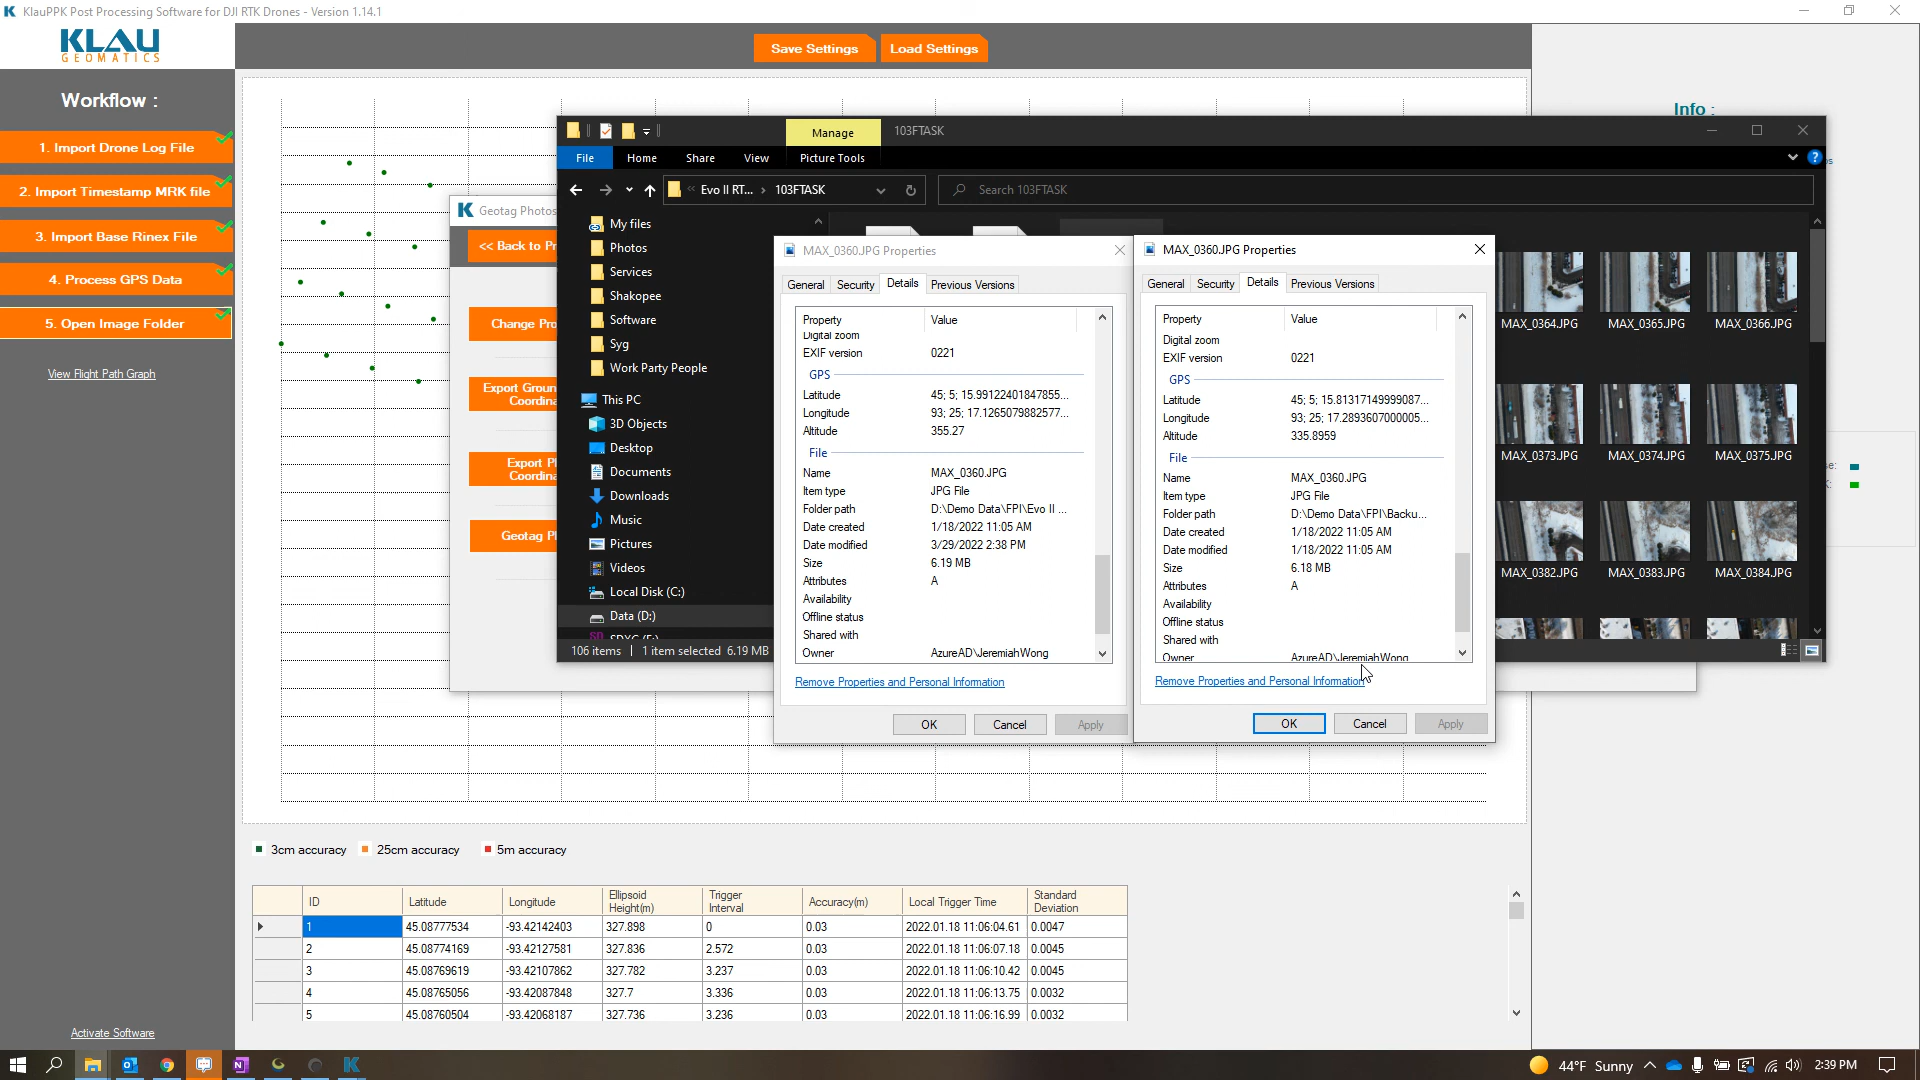 KlauPPK Post Processing Software for DJI RTK Drones - Version 1.14.1
KLAU
GEOMATICS
Save Settings
Load Settings
Workflow :
1. Import Drone Log File
2. Import Timestamp MRK file
3. Import Base Rinex File
4. Process GPS Data
5. Open Image Folder
View Flight Path Graph
Activate Software
Info :
Geotag Photos
<< Back to Pr
Change Pro
Export Groun
Coordina
Export P
Coordina
Geotag P
Manage
103FTASK
File
Home
Share
View
Picture Tools
Evo II RT...
103FTASK
Search 103FTASK
My files
Photos
Services
Shakopee
Software
Syg
Work Party People
This PC
3D Objects
Desktop
Documents
Downloads
Music
Pictures
Videos
Local Disk (C:)
Data (D:)
106 items
1 item selected 6.19 MB
MAX_0360.JPG Properties
General
Security
Details
Previous Versions
Property Value
Digital zoom
EXIF version 0221
GPS
Latitude 45; 5; 15.99122401847855...
Longitude 93; 25; 17.1265079882577...
Altitude 355.27
File
Name MAX_0360.JPG
Item type JPG File
Folder path D:\Demo Data\FPI\Evo II ...
Date created 1/18/2022 11:05 AM
Date modified 3/29/2022 2:38 PM
Size 6.19 MB
Attributes A
Availability
Offline status
Shared with
Owner AzureAD\JeremiahWong
Remove Properties and Personal Information
OK
Cancel
Apply
MAX_0360.JPG Properties
General
Security
Details
Previous Versions
Property Value
Digital zoom
EXIF version 0221
GPS
Latitude 45; 5; 15.81317149999087...
Longitude 93; 25; 17.2893607000005...
Altitude 335.8959
File
Name MAX_0360.JPG
Item type JPG File
Folder path D:\Demo Data\FPI\Backu...
Date created 1/18/2022 11:05 AM
Date modified 1/18/2022 11:05 AM
Size 6.18 MB
Attributes A
Availability
Offline status
Shared with
Owner AzureAD\JeremiahWong
Remove Properties and Personal Information
OK
Cancel
Apply
MAX_0364.JPG MAX_0365.JPG MAX_0366.JPG
MAX_0373.JPG MAX_0374.JPG MAX_0375.JPG
MAX_0382.JPG MAX_0383.JPG MAX_0384.JPG
3cm accuracy
25cm accuracy
5m accuracy
ID Latitude Longitude Ellipsoid Height(m) Trigger Interval Accuracy(m) Local Trigger Time Standard Deviation
1 45.08777534 -93.42142403 327.898 0 0.03 2022.01.18 11:06:04.61 0.0047
2 45.08774169 -93.42127581 327.836 2.572 0.03 2022.01.18 11:06:07.18 0.0045
3 45.08769619 -93.42107862 327.782 3.237 0.03 2022.01.18 11:06:10.42 0.0045
4 45.08765056 -93.42087848 327.7 3.336 0.03 2022.01.18 11:06:13.75 0.0032
5 45.08760504 -93.42068187 327.736 3.236 0.03 2022.01.18 11:06:16.99 0.0032
44°F Sunny
2:39 PM